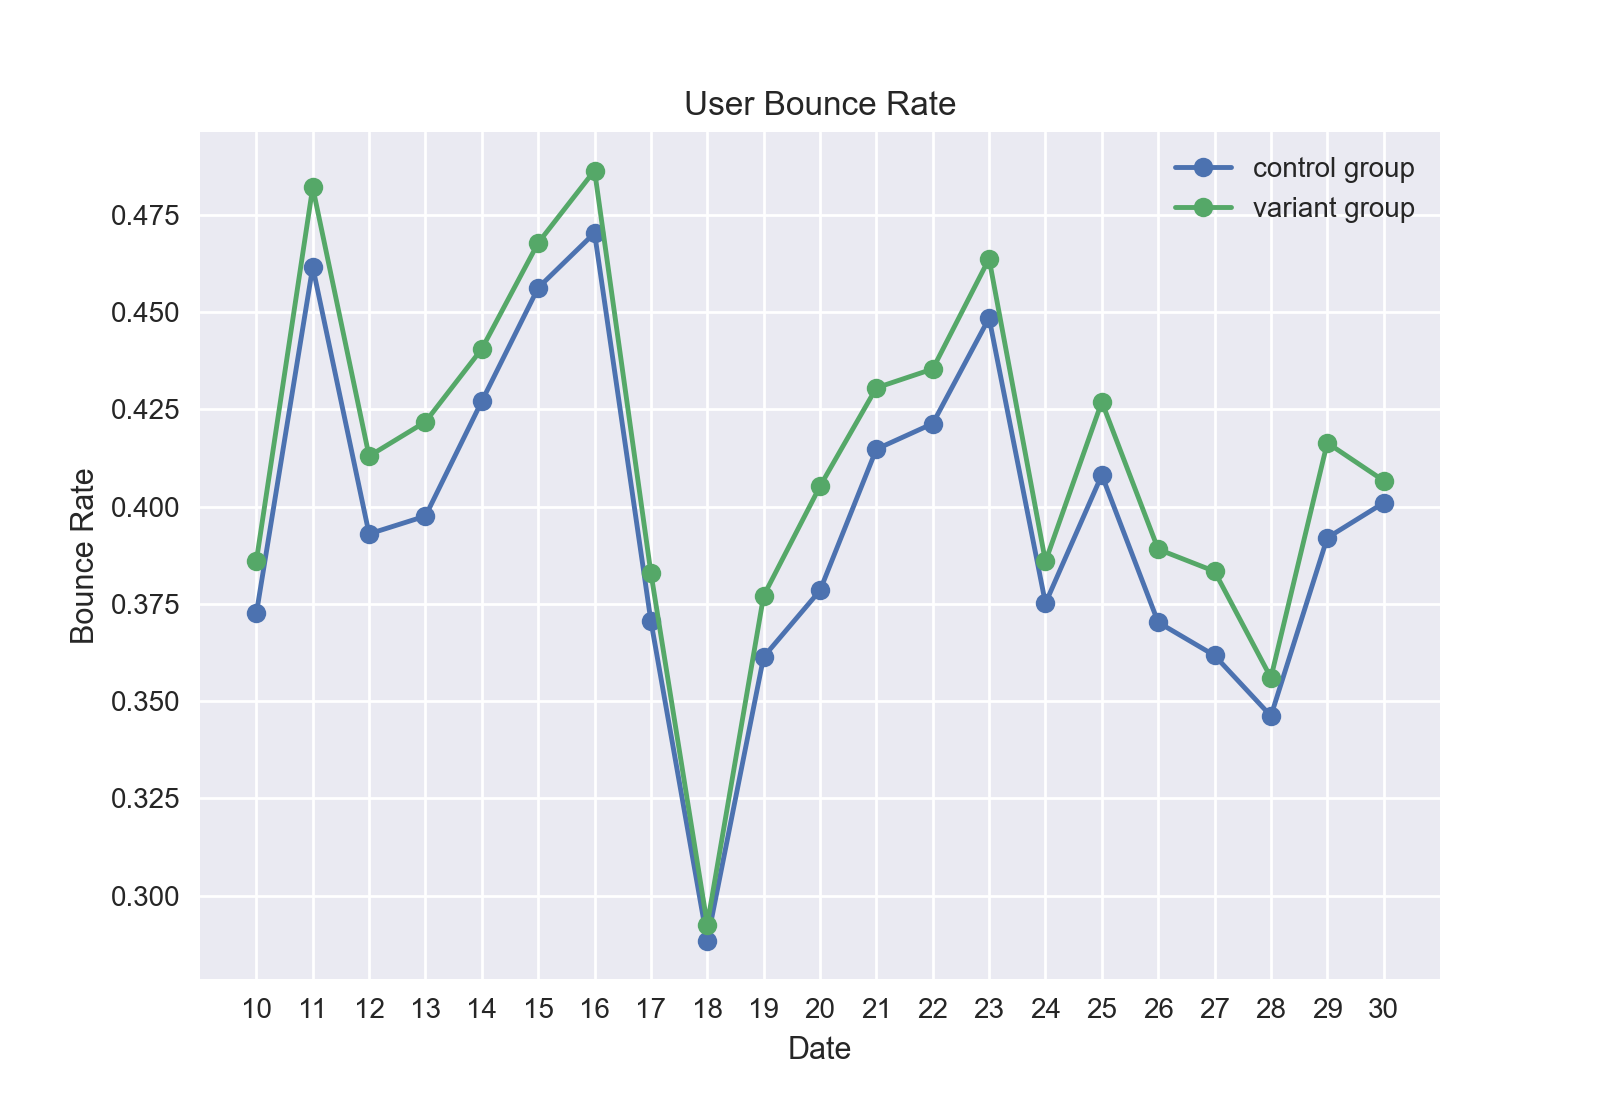 User Bounce Rate
control group
variant group
0.475
0.450
0.425
0.400
0.375
0.350
0.325
0.300
Bounce Rate
10 11 12 13 14 15 16 17 18 19 20 21 22 23 24 25 26 27 28 29 30
Date